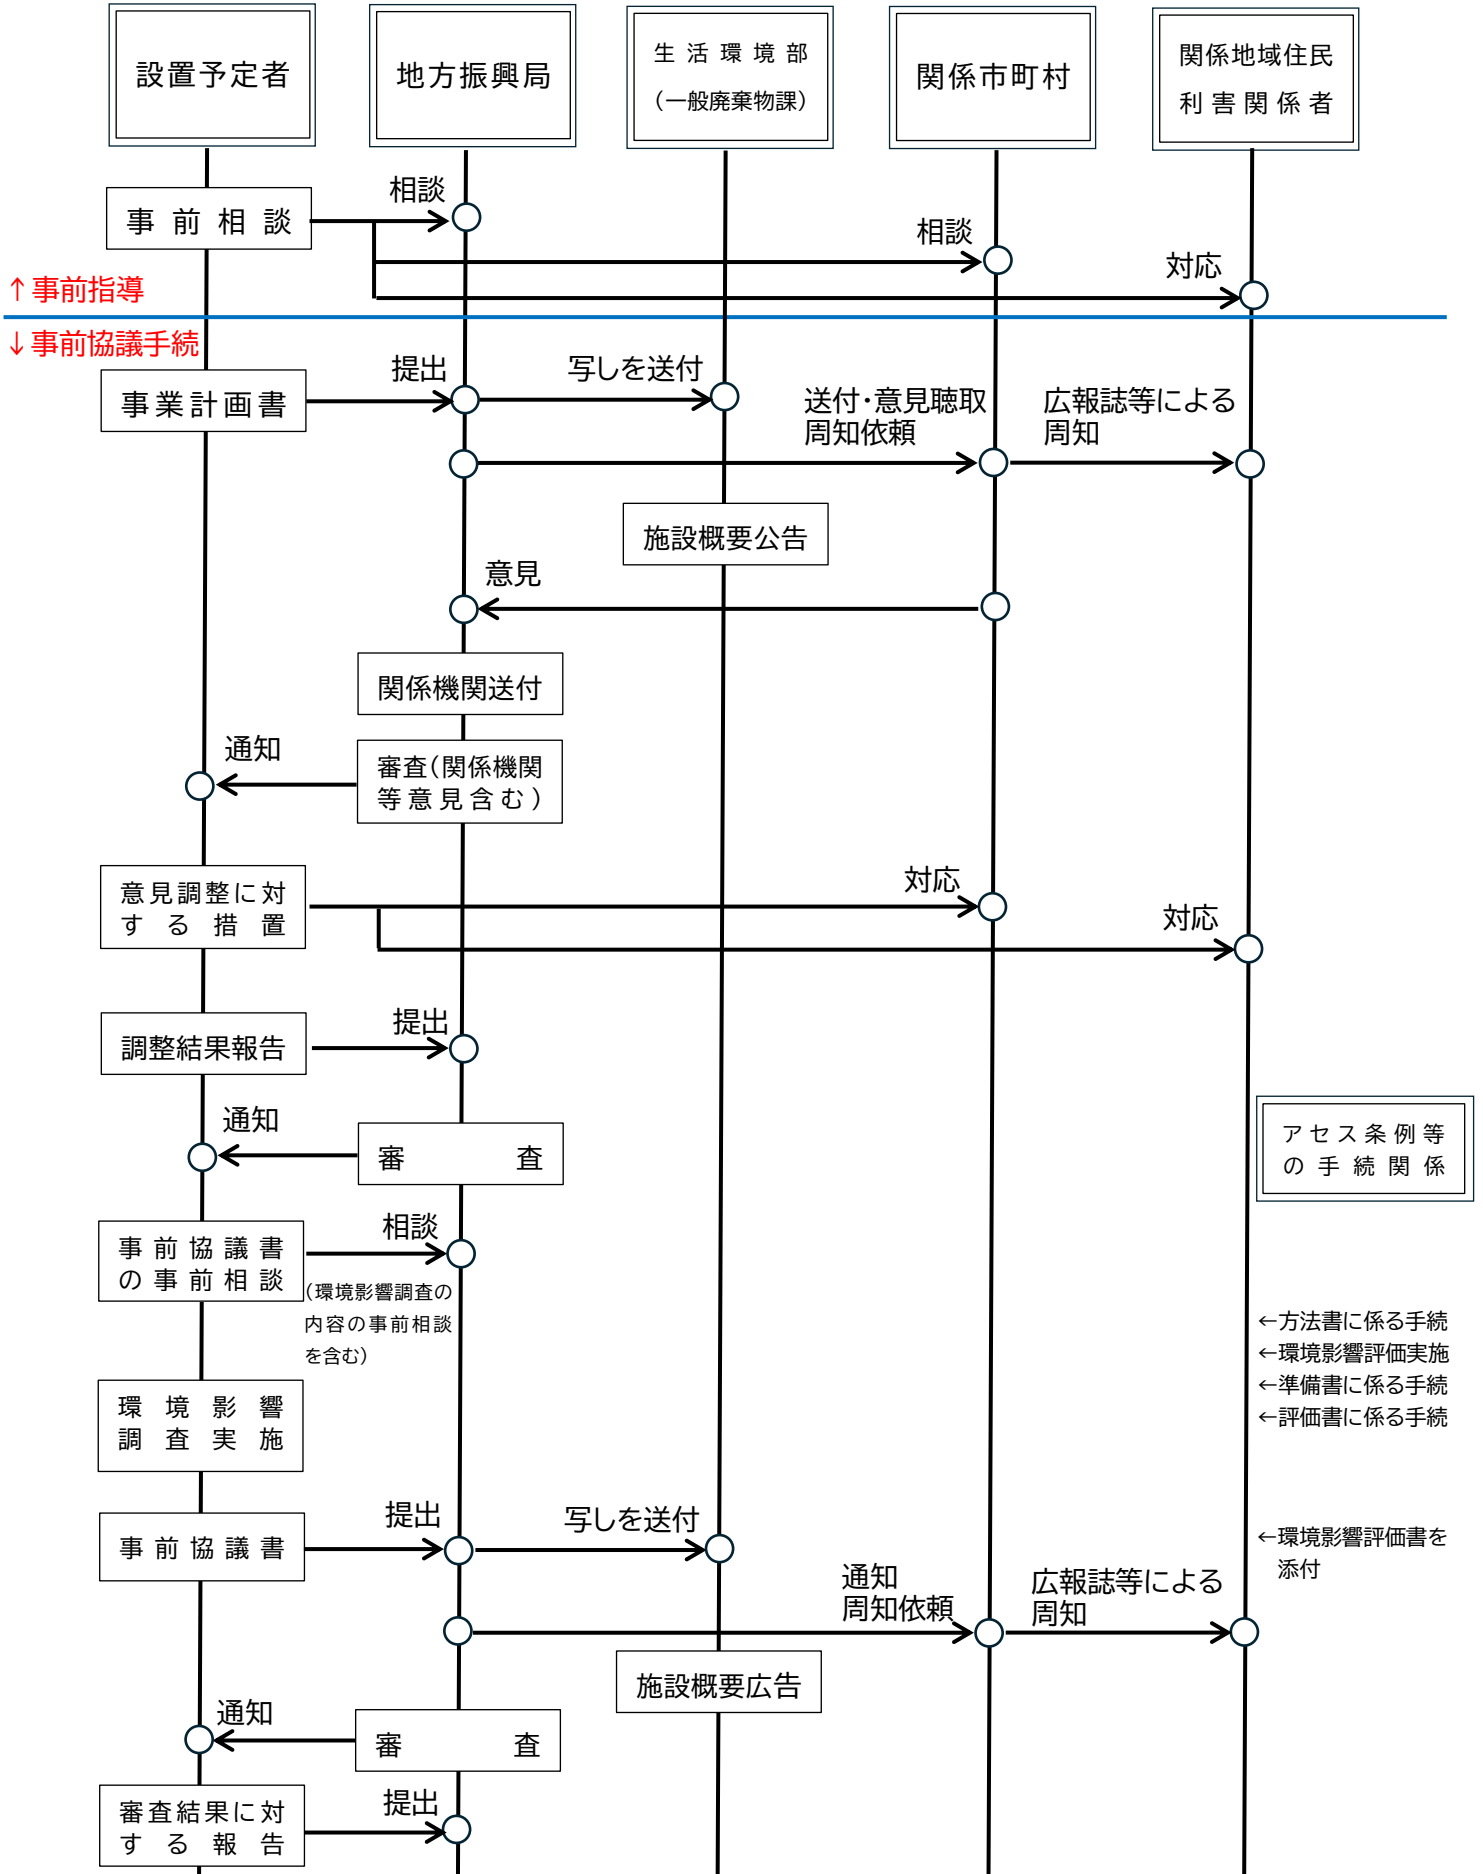 設置予定者
地方振興局
生活環境部
（一般廃棄物課）
関係市町村
関係地域住民
利害関係者
事前相談
相談
相談
対応
↑事前指導
↓事前協議手続
事業計画書
提出
写しを送付
送付・意見聴取
周知依頼
広報誌等による
周知
施設概要公告
意見
関係機関送付
通知
審査（関係機関
等意見含む）
意見調整に対
する措置
対応
対応
調整結果報告
提出
通知
審査
アセス条例等
の手続関係
事前協議書
の事前相談
相談
（環境影響調査の
内容の事前相談
を含む）
←方法書に係る手続
←環境影響評価実施
←準備書に係る手続
←評価書に係る手続
環境影響
調査実施
事前協議書
提出
写しを送付
←環境影響評価書を
添付
通知
周知依頼
広報誌等による
周知
施設概要広告
通知
審査
審査結果に対
する報告
提出